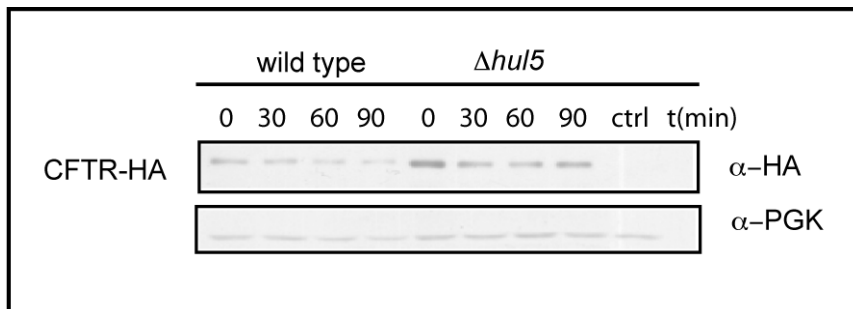 wild type Δhul5
0 30 60 90 0 30 60 90 ctrl t(min)
CFTR-HA α-HA
α-PGK